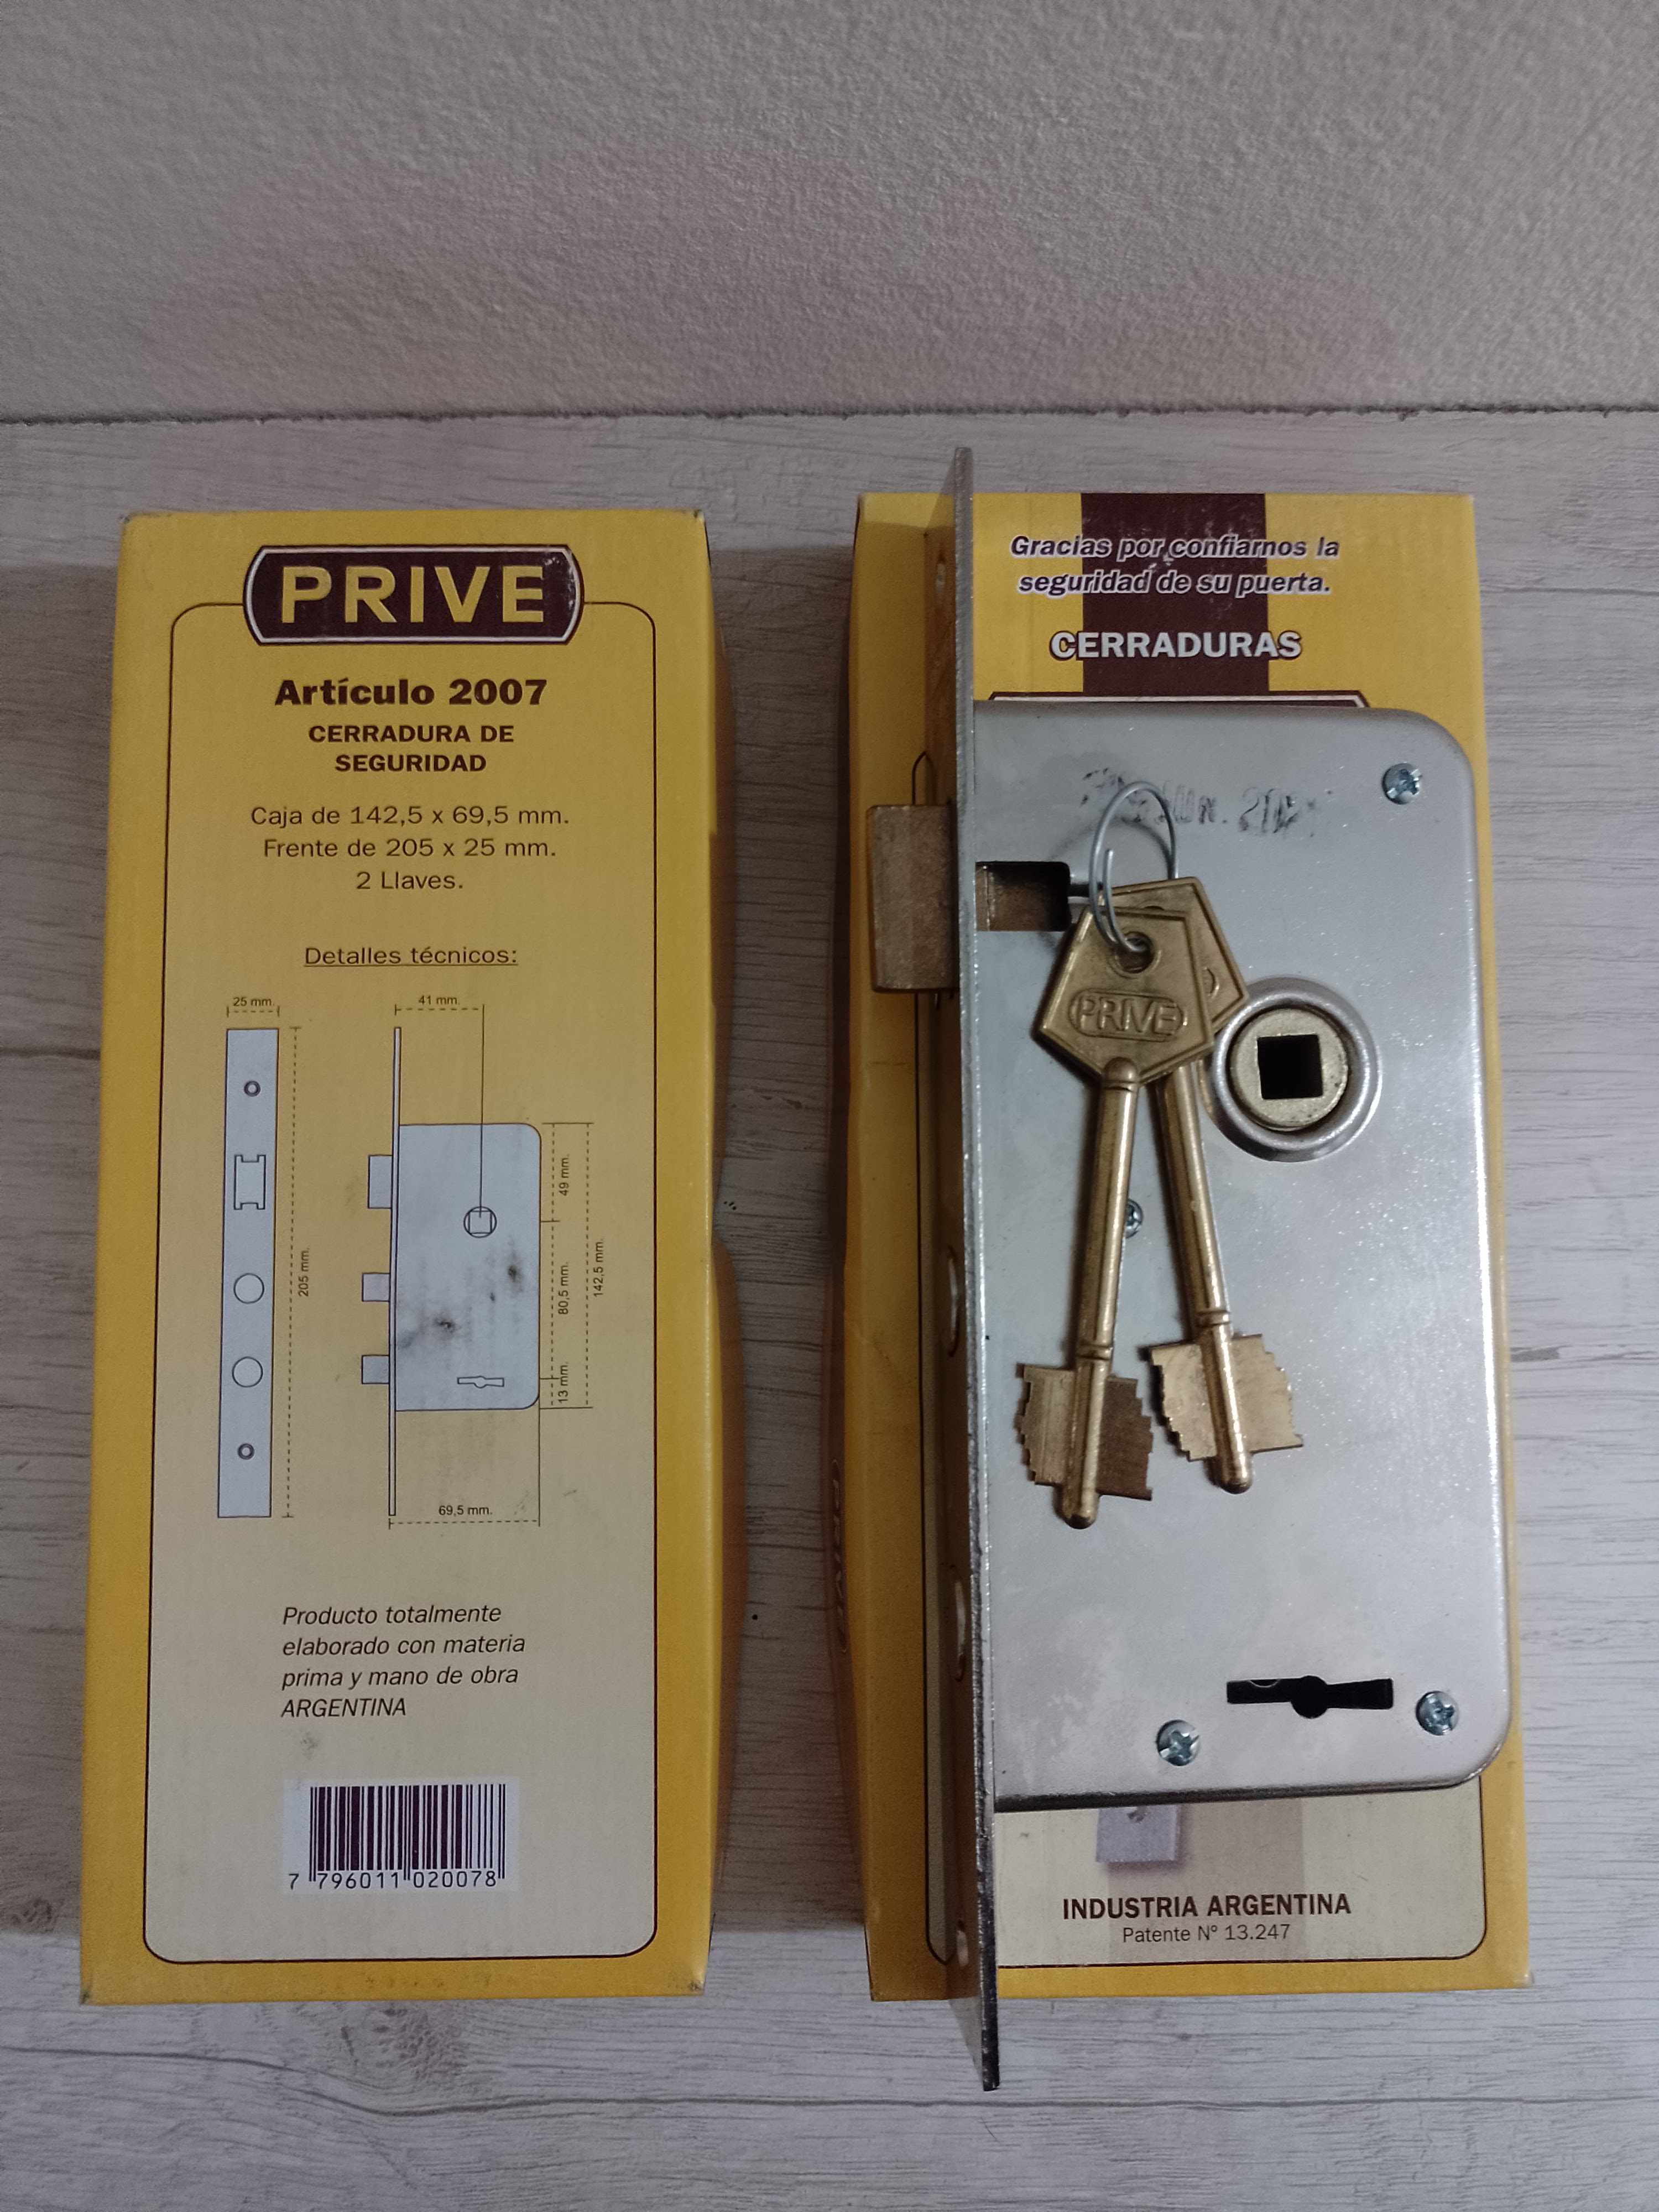 PRIVE
Artículo 2007
CERRADURA DE
SEGURIDAD
Caja de 142,5 x 69,5 mm.
Frente de 205 x 25 mm.
2 Llaves.
Detalles técnicos:
25 mm.
41 mm.
205 mm.
49 mm.
80,5 mm.
142,5 mm.
13 mm.
69,5 mm.
Producto totalmente
elaborado con materia
prima y mano de obra
ARGENTINA
7 796011 020078
Gracias por confiarnos la
seguridad de su puerta.
CERRADURAS
PRIVE
INDUSTRIA ARGENTINA
Patente Nº 13.247